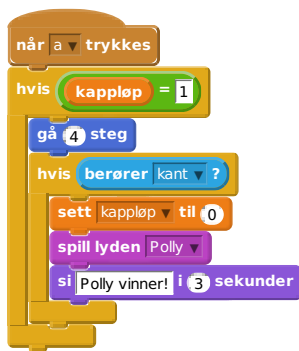 når a trykkes
hvis kappløp = 1
gå 4 steg
hvis berører kant ?
sett kappløp til 0
spill lyden Polly
si Polly vinner! i 3 sekunder